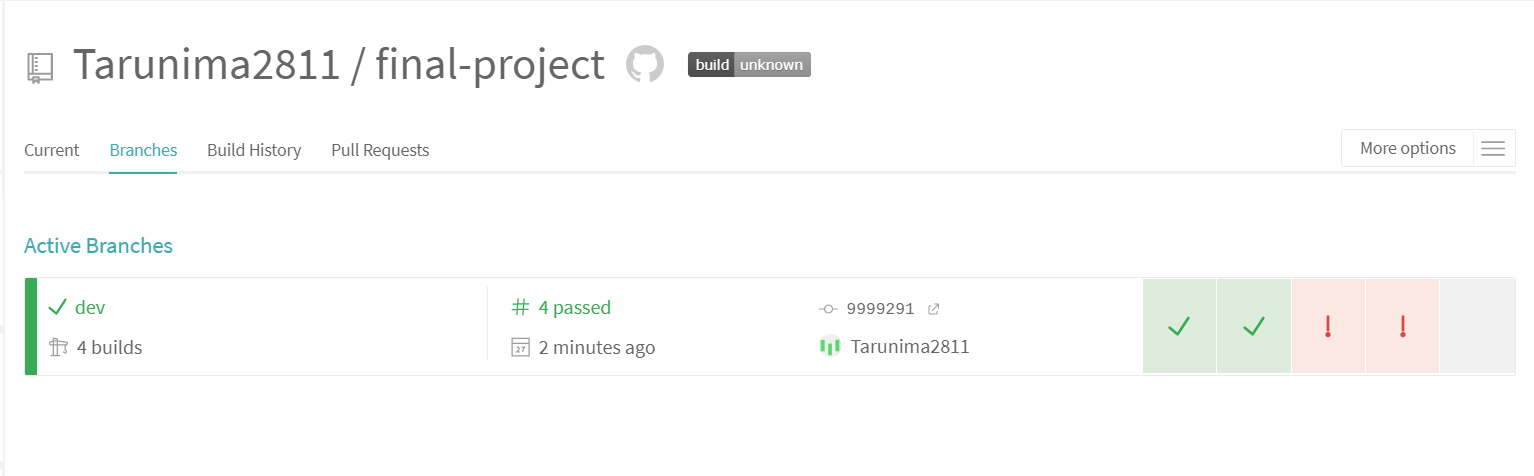 Tarunima2811 / final-project
build unknown
Current Branches Build History Pull Requests
More options
Active Branches
dev
4 builds
# 4 passed
27 2 minutes ago
9999291
Tarunima2811
! !